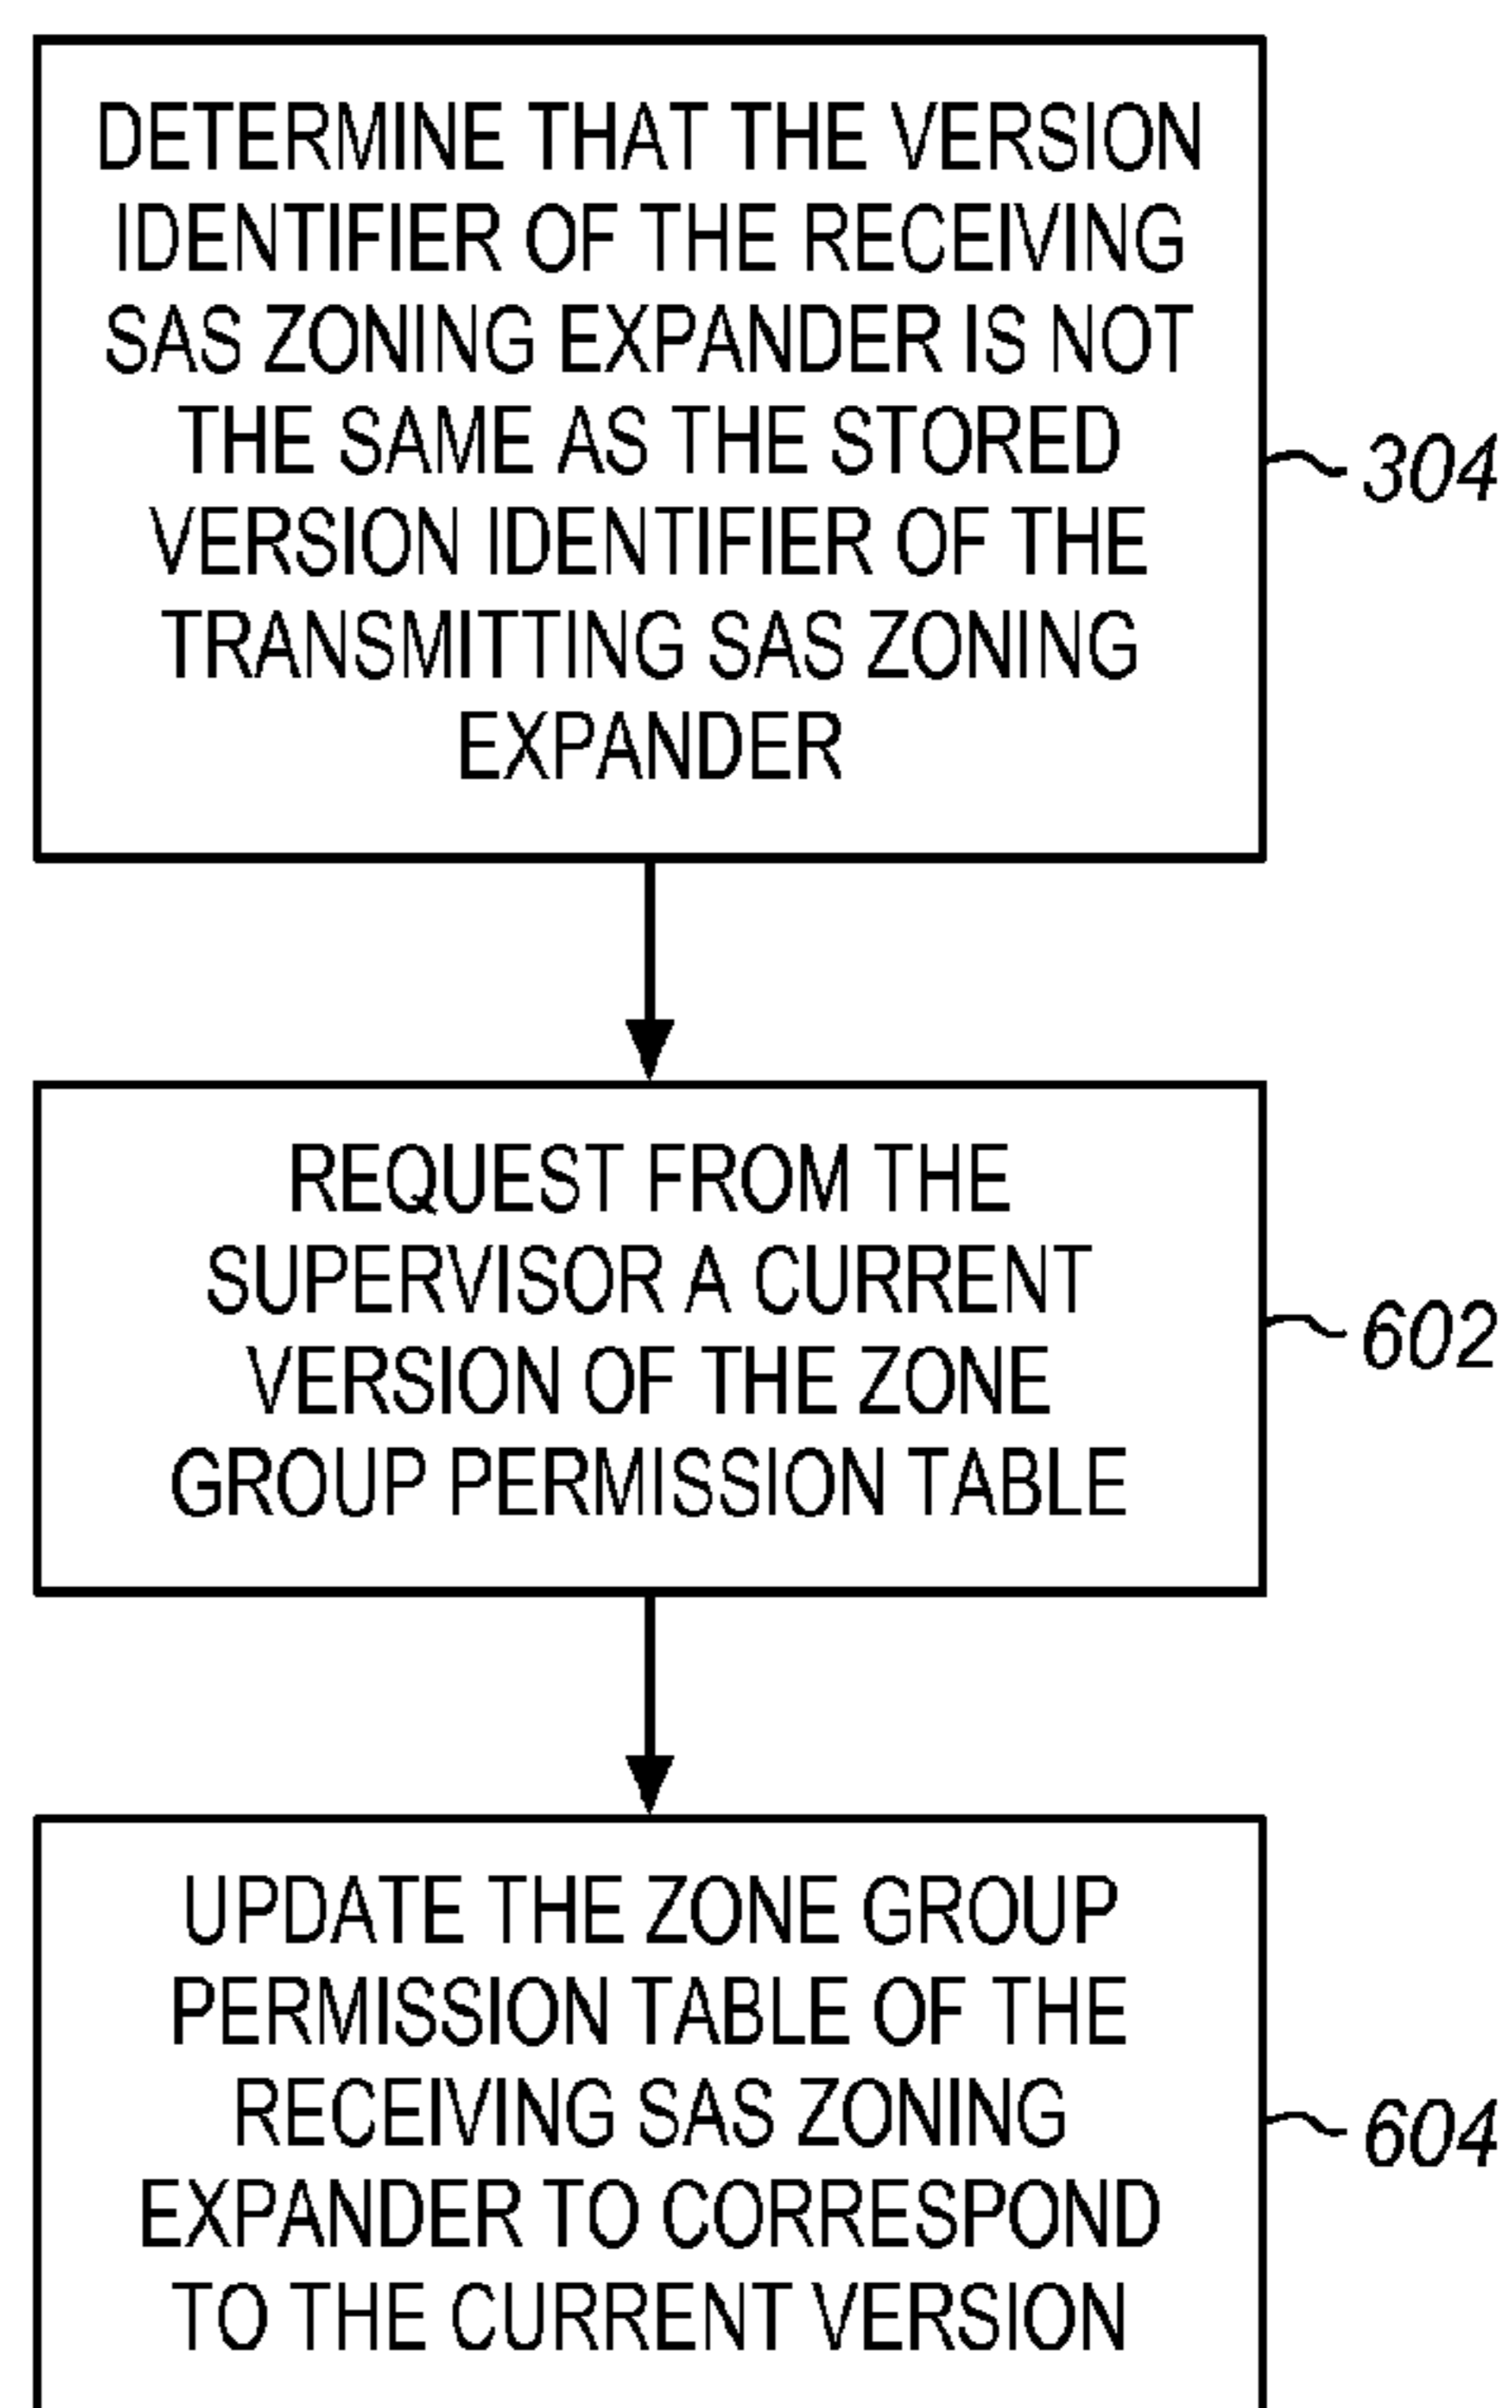 DETERMINE THAT THE VERSION
IDENTIFIER OF THE RECEIVING
SAS ZONING EXPANDER IS NOT
THE SAME AS THE STORED
VERSION IDENTIFIER OF THE
TRANSMITTING SAS ZONING
EXPANDER
304
REQUEST FROM THE
SUPERVISOR A CURRENT
VERSION OF THE ZONE
GROUP PERMISSION TABLE
602
UPDATE THE ZONE GROUP
PERMISSION TABLE OF THE
RECEIVING SAS ZONING
EXPANDER TO CORRESPOND
TO THE CURRENT VERSION
604